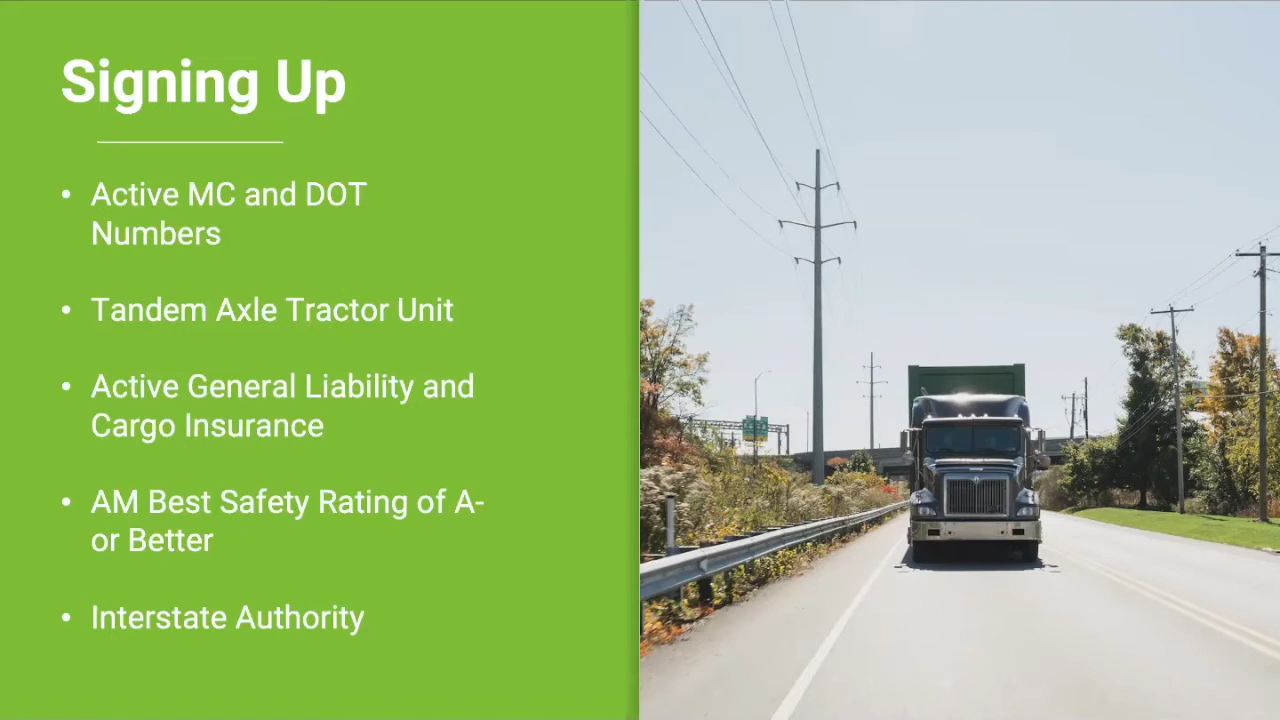 Signing Up
• Active MC and DOT
Numbers
• Tandem Axle Tractor Unit
• Active General Liability and
Cargo Insurance
• AM Best Safety Rating of A-
or Better
• Interstate Authority